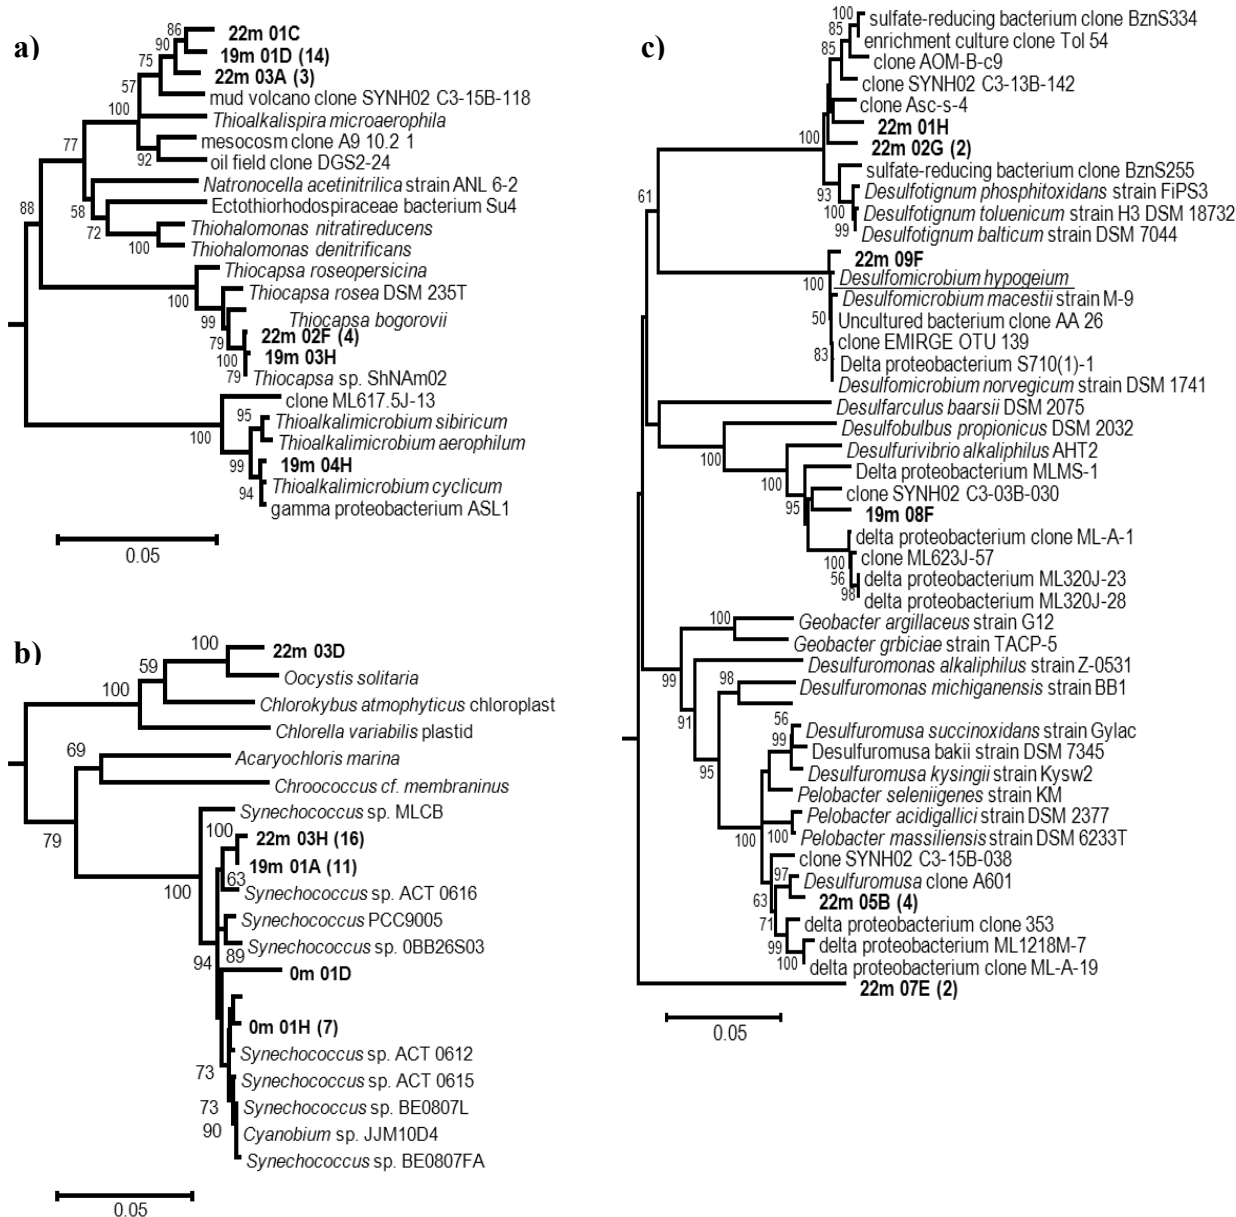 a)
86
22m 01C
90
19m 01D (14)
75
22m 03A (3)
57
mud volcano clone SYNH02_C3-15B-118
100
Thioalkalispira microaerophila
77
mesocosm clone A9_10.2_1
92
oil field clone DGS2-24
Natronocella acetinitrilica strain ANL 6-2
88
58
Ectothiorhodospiraceae bacterium Su4
72
Thiohalomonas nitratireducens
100
Thiohalomonas denitrificans
Thiocapsa roseopersicina
100
Thiocapsa rosea DSM 235T
99
Thiocapsa bogorovii
79
22m 02F (4)
100
19m 03H
79
Thiocapsa sp. ShNAm02
clone ML617.5J-13
95
Thioalkalimicrobium sibiricum
100
Thioalkalimicrobium aerophilum
99
19m 04H
94
Thioalkalimicrobium cyclicum
gamma proteobacterium ASL1
0.05
b)
100
22m 03D
59
Oocystis solitaria
100
Chlorokybus atmophyticus chloroplast
Chlorella variabilis plastid
69
Acaryochloris marina
Chroococcus cf. membraninus
79
Synechococcus sp. MLCB
100
22m 03H (16)
19m 01A (11)
100
63
Synechococcus sp. ACT 0616
Synechococcus PCC9005
89
Synechococcus sp. 0BB26S03
94
0m 01D
0m 01H (7)
Synechococcus sp. ACT 0612
73
Synechococcus sp. ACT 0615
73
Synechococcus sp. BE0807L
90
Cyanobium sp. JJM10D4
Synechococcus sp. BE0807FA
0.05
c)
100
sulfate-reducing bacterium clone BznS334
85
enrichment culture clone Tol 54
85
clone AOM-B-c9
clone SYNH02_C3-13B-142
clone Asc-s-4
22m 01H
100
22m 02G (2)
sulfate-reducing bacterium clone BznS255
93
Desulfotignum phosphitoxidans strain FiPS3
61
100
Desulfotignum toluenicum strain H3 DSM 18732
99
Desulfotignum balticum strain DSM 7044
22m 09F
100
Desulfomicrobium hypogeium
Desulfomicrobium macestii strain M-9
50
Uncultured bacterium clone AA_26
clone EMIRGE_OTU_139
83
Delta proteobacterium S710(1)-1
Desulfomicrobium norvegicum strain DSM 1741
Desulfarculus baarsii DSM 2075
Desulfobulbus propionicus DSM 2032
100
Desulfurivibrio alkaliphilus AHT2
100
Delta proteobacterium MLMS-1
clone SYNH02_C3-03B-030
95
19m 08F
delta proteobacterium clone ML-A-1
100
clone ML623J-57
56
delta proteobacterium ML320J-23
98
delta proteobacterium ML320J-28
100
Geobacter argillaceus strain G12
Geobacter grbiciae strain TACP-5
99
Desulfuromonas alkaliphilus strain Z-0531
98
Desulfuromonas michiganensis strain BB1
91
56
Desulfuromusa succinoxidans strain Gylac
99
Desulfuromusa bakii strain DSM 7345
95
Desulfuromusa kysingii strain Kysw2
Pelobacter seleniigenes strain KM
Pelobacter acidigallici strain DSM 2377
100
100
Pelobacter massiliensis strain DSM 6233T
clone SYNH02_C3-15B-038
97
Desulfuromusa clone A601
63
22m 05B (4)
71
delta proteobacterium clone 353
99
delta proteobacterium ML1218M-7
100
delta proteobacterium clone ML-A-19
22m 07E (2)
0.05